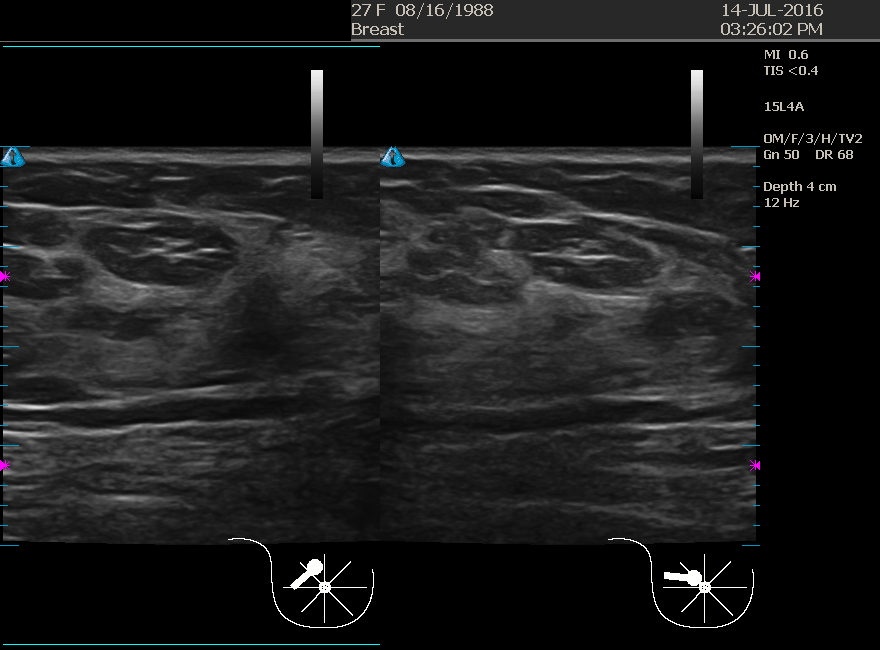 27 F 08/16/1988
14-JUL-2016
Breast
03:26:02 PM
MI 0.6
TIS <0.4
15L4A
OM/F/3/H/TV2
Gn 50 DR 68
Depth 4 cm
12 Hz